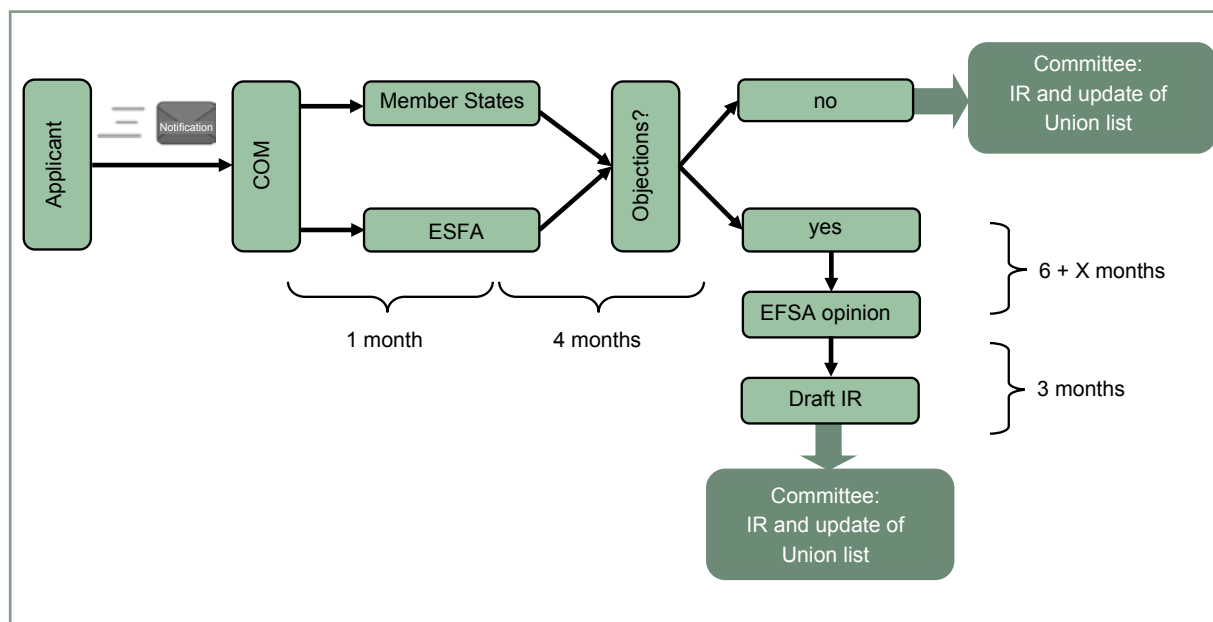 Applicant
Notification
COM
Member States
ESFA
1 month
4 months
Objections?
no
Committee:
IR and update of
Union list
yes
EFSA opinion
Draft IR
6 + X months
3 months
Committee:
IR and update of
Union list